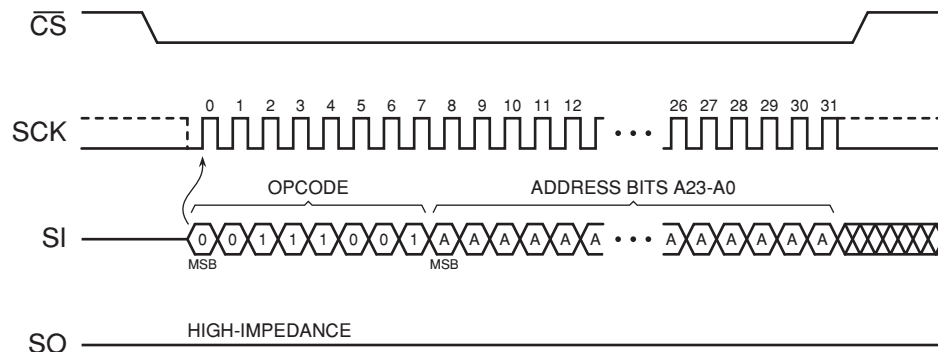 CS
0 1 2 3 4 5 6 7 8 9 10 11 12 26 27 28 29 30 31
SCK
OPCODE ADDRESS BITS A23-A0
SI 0 0 1 1 1 0 0 1 A A A A A A A A A A A A
MSB MSB
HIGH-IMPEDANCE
SO